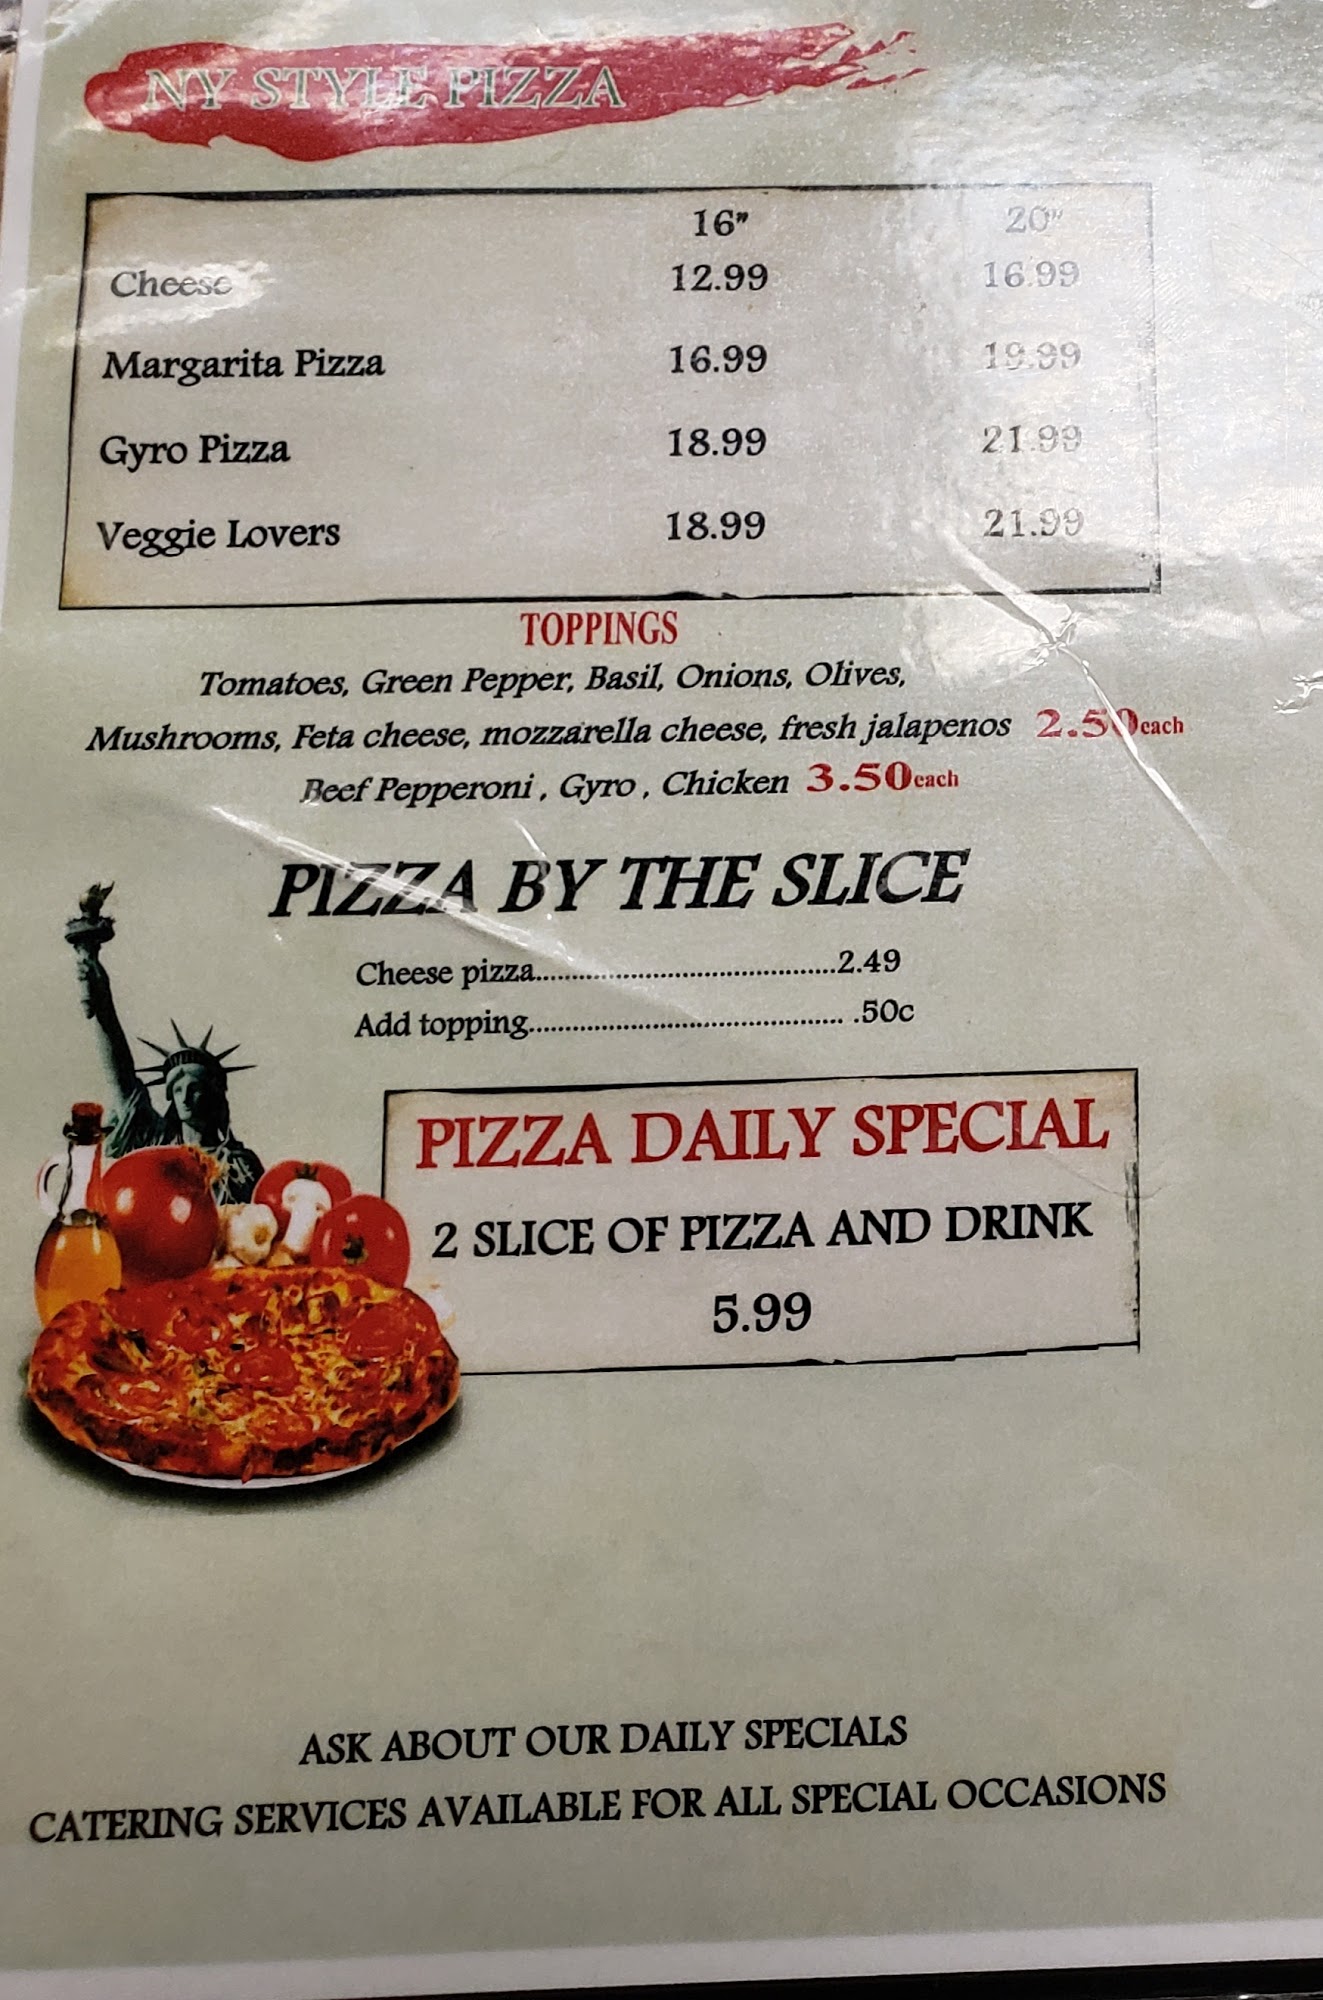 NY STYLE PIZZA
16" 20"
Cheese 12.99 16.99
Margarita Pizza 16.99 19.99
Gyro Pizza 18.99 21.99
Veggie Lovers 18.99 21.99
TOPPINGS
Tomatoes, Green Pepper, Basil, Onions, Olives,
Mushrooms, Feta cheese, mozzarella cheese, fresh jalapenos 2.50 each
Beef Pepperoni , Gyro , Chicken 3.50 each
PIZZA BY THE SLICE
Cheese pizza..........................................2.49
Add topping............................................ .50c
PIZZA DAILY SPECIAL
2 SLICE OF PIZZA AND DRINK
5.99
ASK ABOUT OUR DAILY SPECIALS
CATERING SERVICES AVAILABLE FOR ALL SPECIAL OCCASIONS